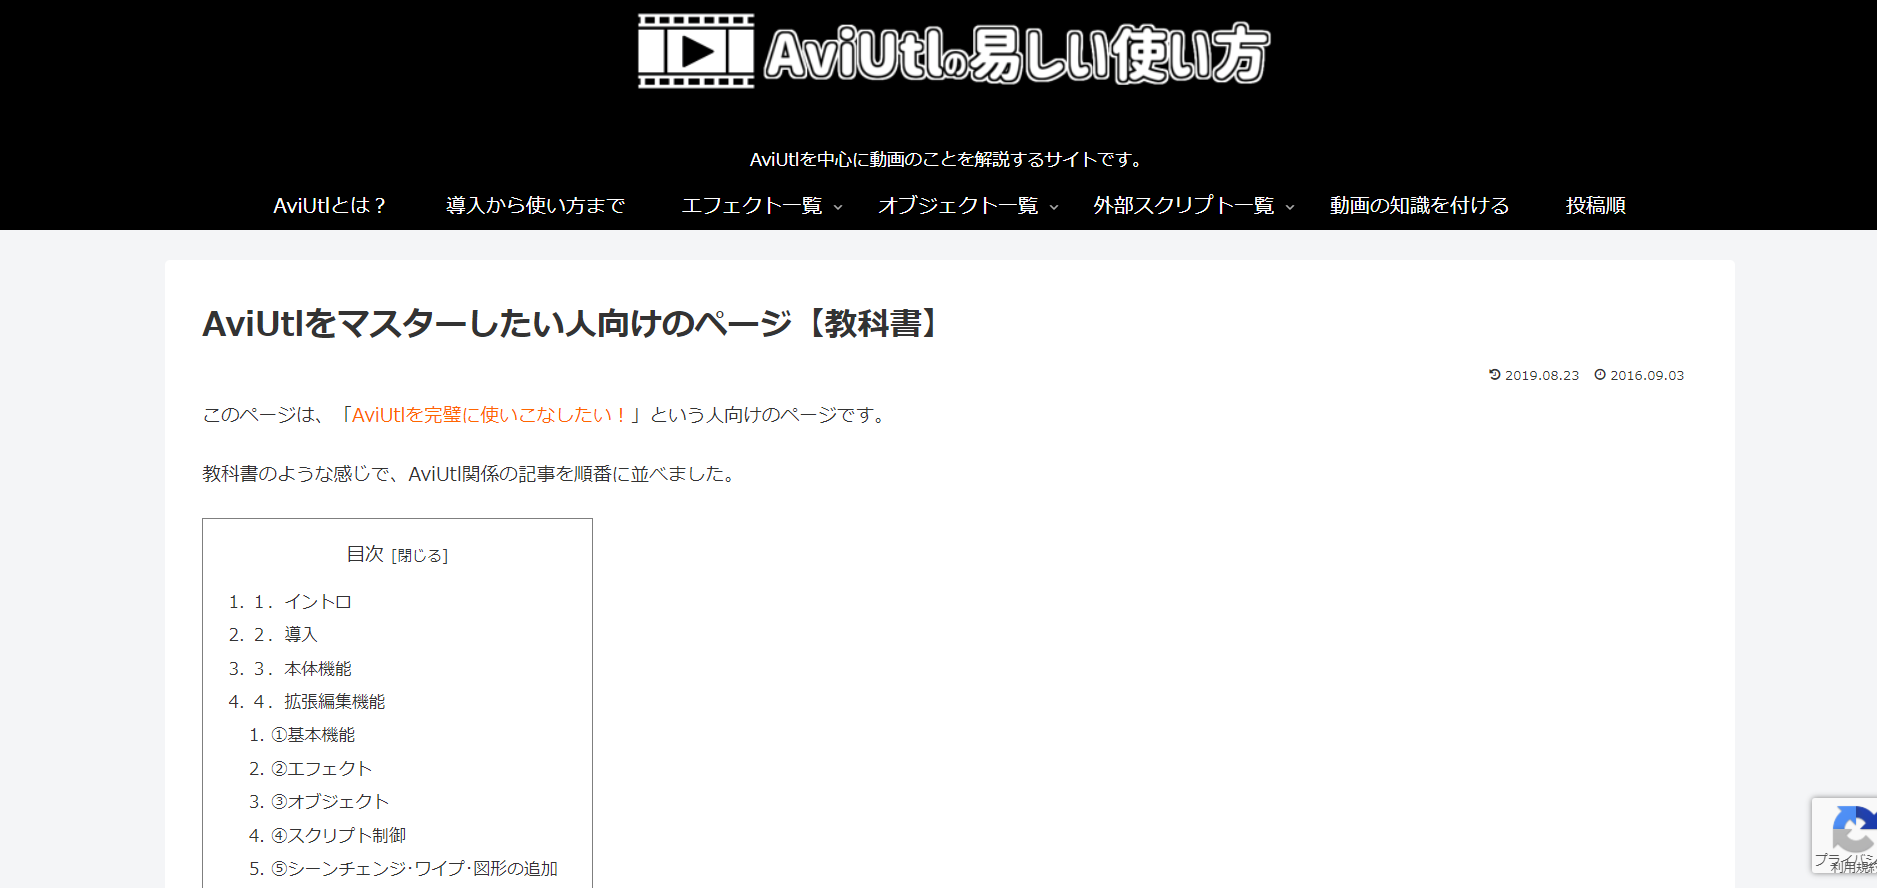 AviUtlの易しい使い方
AviUtlを中心に動画のことを解説するサイトです。
AviUtlとは？ 導入から使い方まで エフェクト一覧 オブジェクト一覧 外部スクリプト一覧 動画の知識を付ける 投稿順
AviUtlをマスターしたい人向けのページ【教科書】
2019.08.23 2016.09.03
このページは、「AviUtlを完璧に使いこなしたい！」という人向けのページです。
教科書のような感じで、AviUtl関係の記事を順番に並べました。
目次 [閉じる]
1. １．イントロ
2. ２．導入
3. ３．本体機能
4. ４．拡張編集機能
1. ①基本機能
2. ②エフェクト
3. ③オブジェクト
4. ④スクリプト制御
5. ⑤シーンチェンジ･ワイプ･図形の追加
プライバシ
利用規約